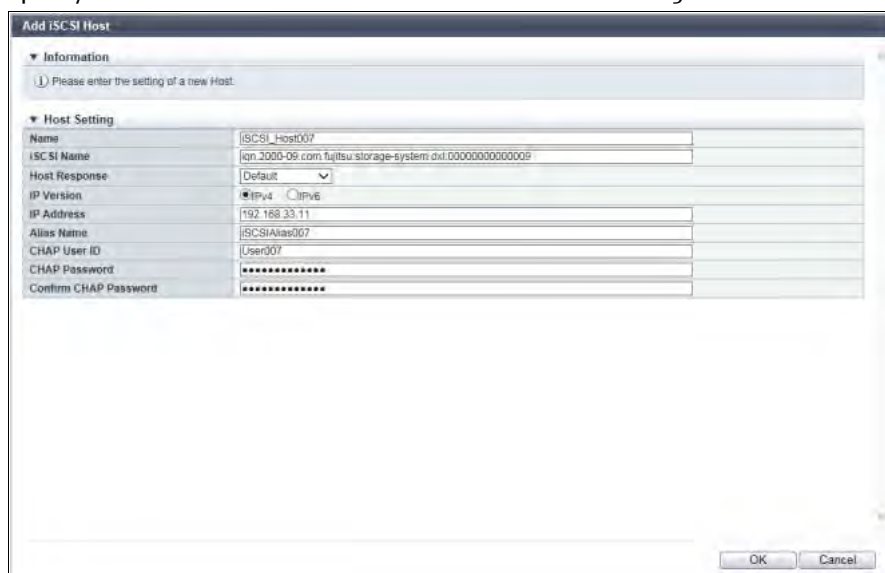 Add iSCSI Host
▼ Information
Please enter the setting of a new Host.
▼ Host Setting
Name iSCSI_Host007
iSCSI Name iqn.2000-09.com.fujitsu:storage-system.dxl:00000000000009
Host Response Default
IP Version IPv4 IPv6
IP Address 192.168.33.11
Alias Name iSCSIAlias007
CHAP User ID User007
CHAP Password •••••••••••••
Confirm CHAP Password •••••••••••••
OK Cancel